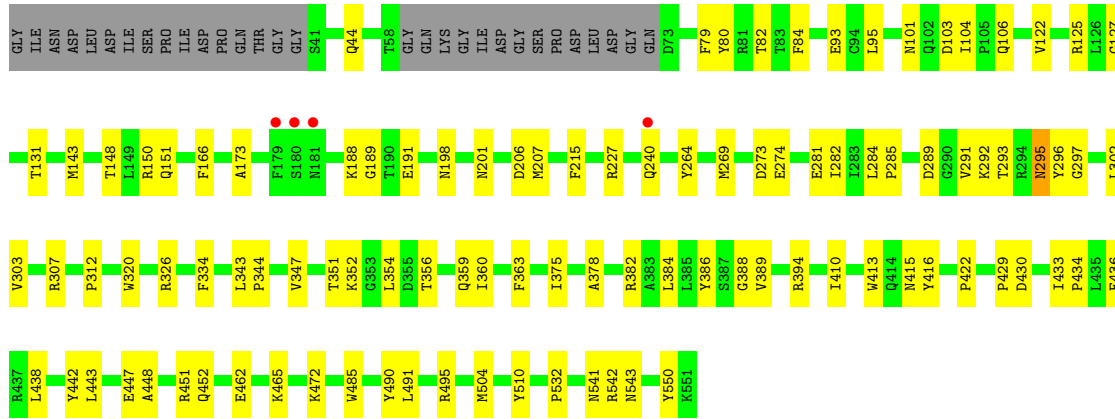 GLY ILE ASN ASP LEU ASP ILE SER PRO ILE ASP PRO GLN THR GLY GLY S41 Q44 T58 GLY GLN LYS GLY ILE ASP GLY SER PRO ASP LEU ASP GLY GLN D73 F79 Y80 R81 T82 T83 F84 E93 C94 L95 N101 Q102 D103 I104 P105 Q106 V122 R125 L126
T131 M143 T148 L149 R150 Q151 F166 A173 F179 S180 N181 K188 G189 T190 E191 N198 N201 D206 M207 F215 R227 Q240 Y264 M269 D273 E274 E281 I282 I283 L284 P285 D289 G290 V291 K292 T293 R294 N295 Y296 G297 L302
V303 R307 P312 W320 R326 F334 L343 P344 V347 T351 K352 G353 L354 D355 T356 Q359 I360 F363 I375 A378 R382 A383 L384 L385 Y386 S387 G388 V389 R394 I410 W413 Q414 N415 Y416 P422 P429 D430 I433 P434 L435
R437 L438 Y442 L443 E447 A448 R451 Q452 E462 K465 K472 W485 Y490 L491 R495 M504 Y510 P532 N541 R542 N543 Y550 K551